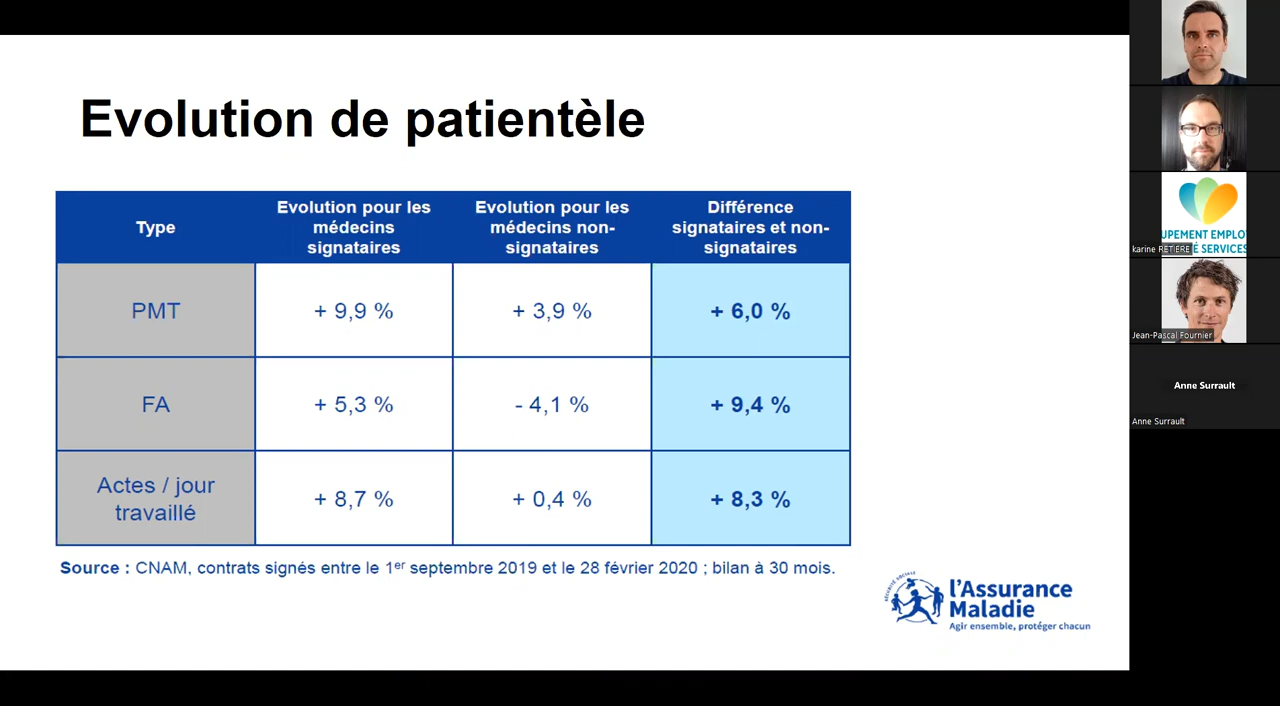 Evolution de patientèle
Type
Evolution pour les
médecins
signataires
Evolution pour les
médecins non-
signataires
Différence
signataires et non-
signataires
PMT
+ 9,9 %
+ 3,9 %
+ 6,0 %
FA
+ 5,3 %
- 4,1 %
+ 9,4 %
Actes / jour
travaillé
+ 8,7 %
+ 0,4 %
+ 8,3 %
Source : CNAM, contrats signés entre le 1er septembre 2019 et le 28 février 2020 ; bilan à 30 mois.
SÉCURITÉ SOCIALE
l'Assurance
Maladie
Agir ensemble, protéger chacun
UPEMENT EMPLO
É SERVICES
karine RETIERE
Jean-Pascal Fournier
Anne Surrault
Anne Surrault